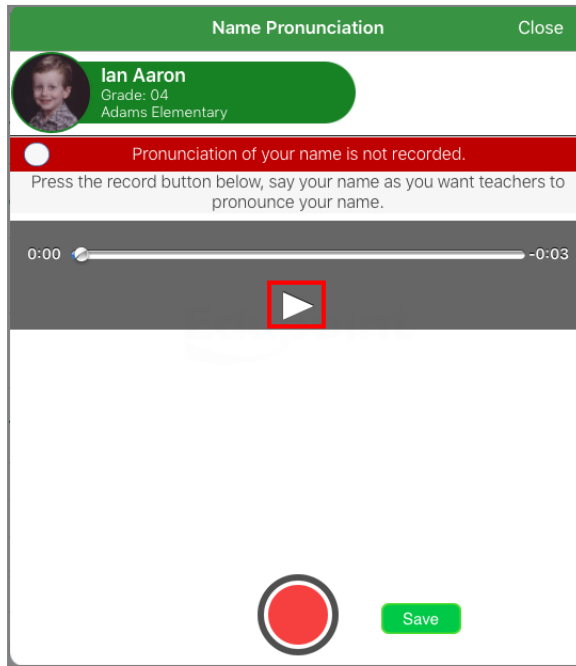 Name Pronunciation Close
Ian Aaron
Grade: 04
Adams Elementary
Pronunciation of your name is not recorded.
Press the record button below, say your name as you want teachers to
pronounce your name.
0:00 -0:03
Save